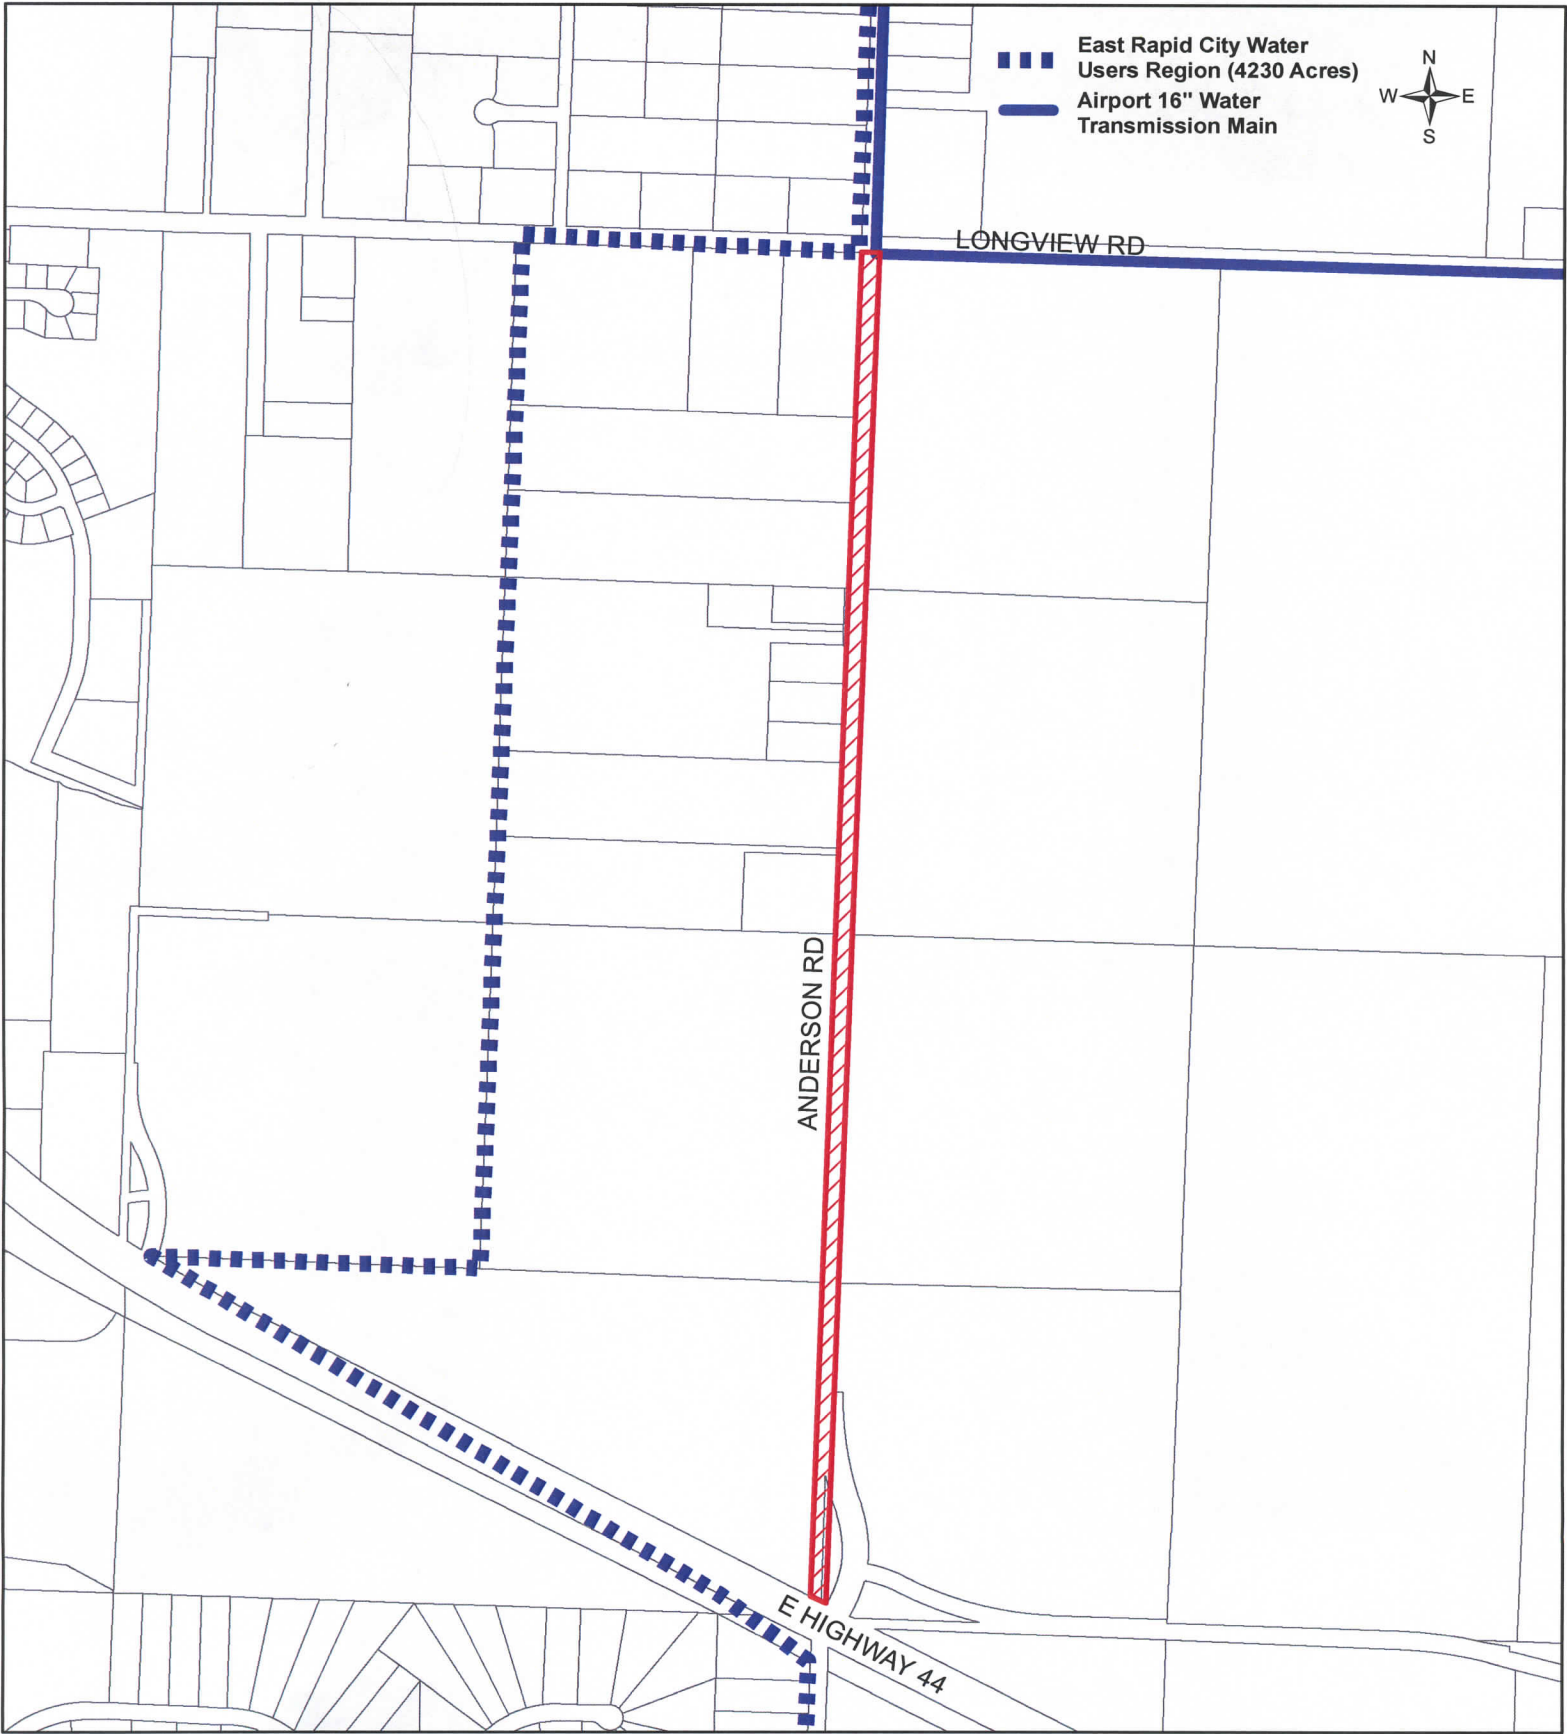 East Rapid City Water
Users Region (4230 Acres)
Airport 16" Water
Transmission Main
N
W E
S
LONGVIEW RD
ANDERSON RD
E HIGHWAY 44